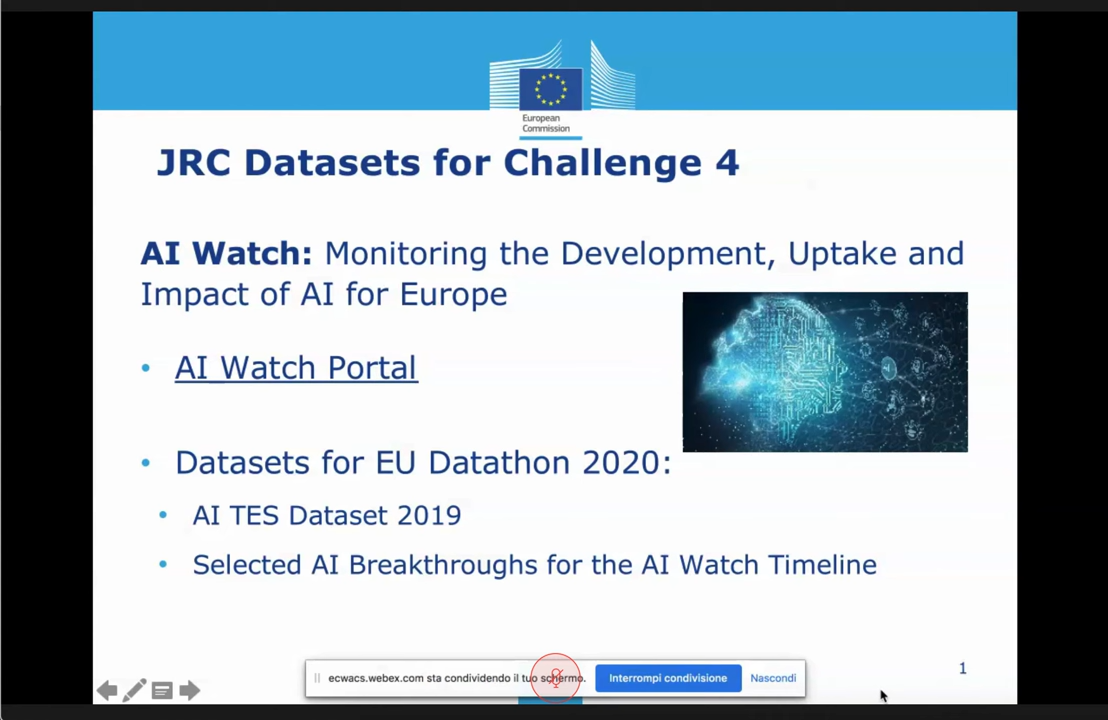 European
Commission
JRC Datasets for Challenge 4
AI Watch: Monitoring the Development, Uptake and
Impact of AI for Europe
• AI Watch Portal
• Datasets for EU Datathon 2020:
• AI TES Dataset 2019
• Selected AI Breakthroughs for the AI Watch Timeline
1
ecwacs.webex.com sta condividendo il tuo schermo.
Interrompi condivisione
Nascondi